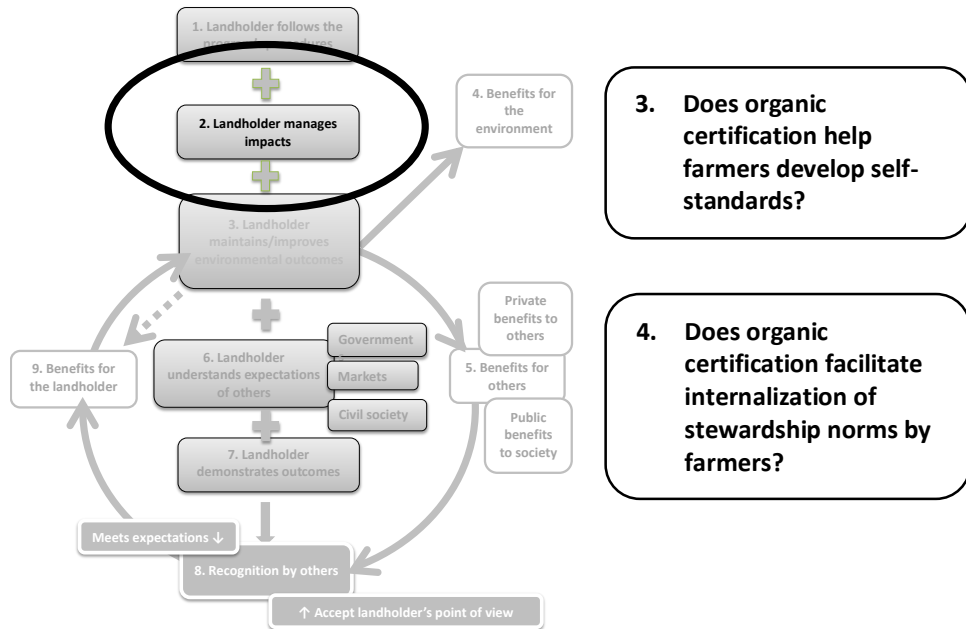 1. Landholder follows the
2. Landholder manages
impacts
3. Landholder
maintains/improves
environmental outcomes
4. Benefits for
the
environment
Private
benefits to
others
5. Benefits for
others
Public
benefits
to society
6. Landholder
understands expectations
of others
Government
Markets
Civil society
7. Landholder
demonstrates outcomes
8. Recognition by others
9. Benefits for
the landholder
Meets expectations ↓
↑ Accept landholder's point of view
3. Does organic
certification help
farmers develop self-
standards?
4. Does organic
certification facilitate
internalization of
stewardship norms by
farmers?